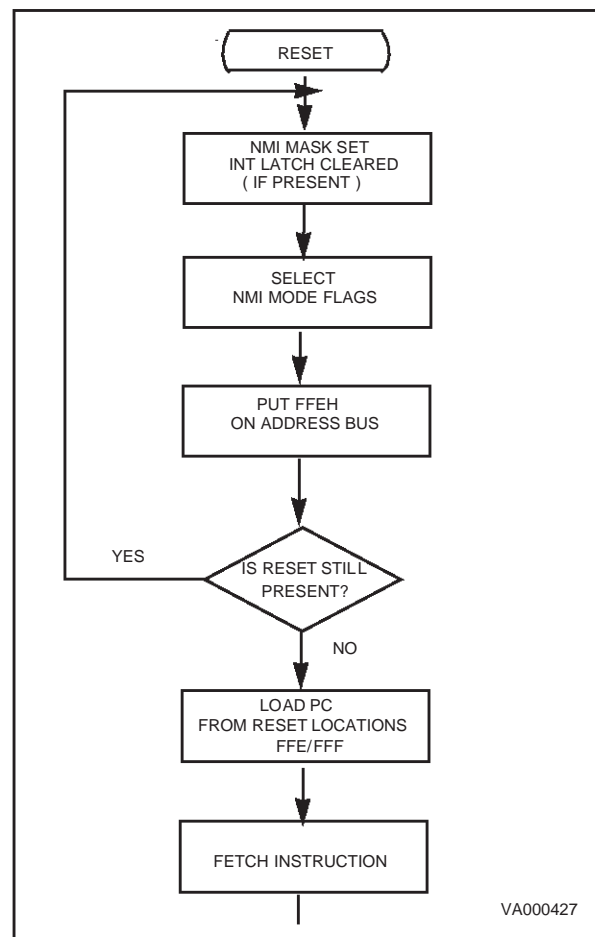 RESET
NMI MASK SET
INT LATCH CLEARED
( IF PRESENT )
SELECT
NMI MODE FLAGS
PUT FFEH
ON ADDRESS BUS
YES
IS RESET STILL
PRESENT?
NO
LOAD PC
FROM RESET LOCATIONS
FFE/FFF
FETCH INSTRUCTION
VA000427